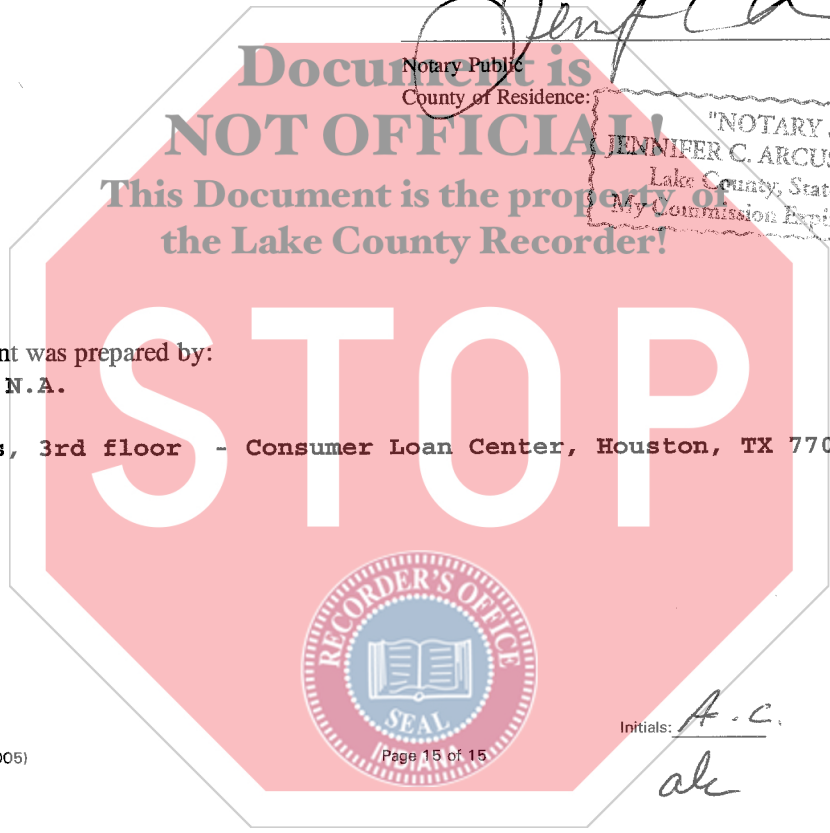 Document is
Notary Public
County of Residence:
NOT OFFICIAL!
"NOTARY
JENNIFER C. ARCUS
Lake County, Stat
My Commission Expi
This Document is the property of
the Lake County Recorder!
nt was prepared by:
N.A.
STOP
s, 3rd floor - Consumer Loan Center, Houston, TX 770
RECORDER'S OFFICE
SEAL
INDIANA
Initials: A.C.
alc
005)
Page 15 of 15